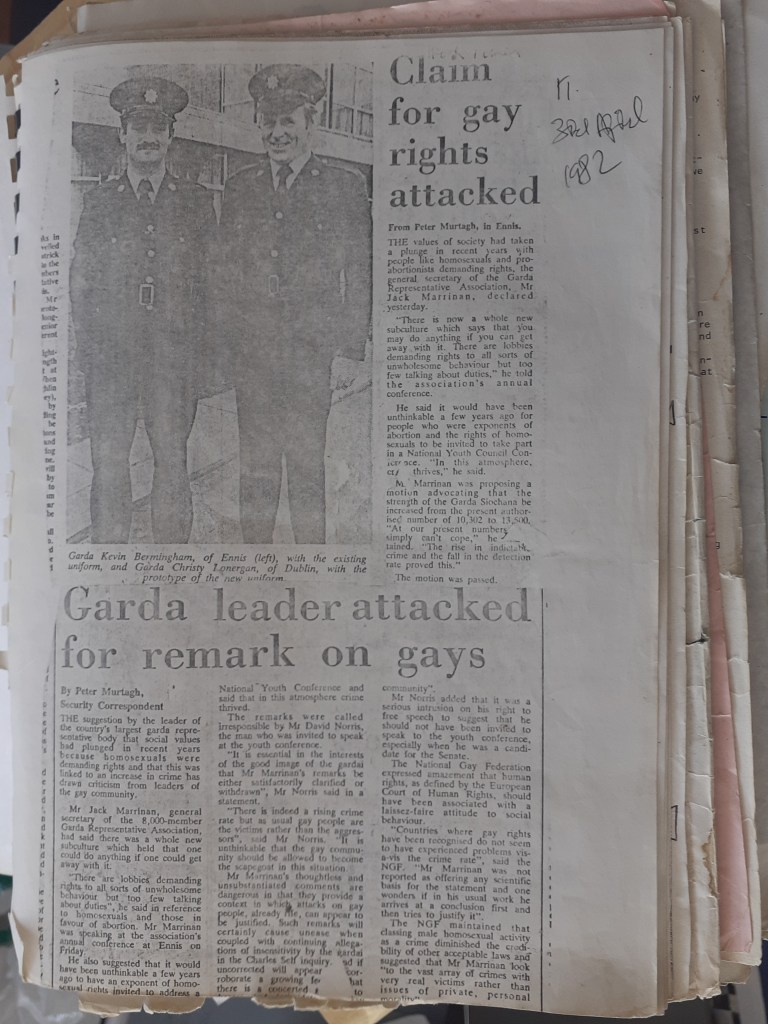 Claim
for gay
rights
attacked
IT.
3rd April
1982
From Peter Murtagh, in Ennis.
THE values of society had taken
a plunge in recent years with
people like homosexuals and pro-
abortionists demanding rights, the
general secretary of the Garda
Representative Association, Mr
Jack Marrinan, declared
yesterday.
"There is now a whole new
subculture which says that you
may do anything if you can get
away with it. There are lobbies
demanding rights to all sorts of
unwholesome behaviour but too
few talking about duties," he told
the association's annual
conference.
He said it would have been
unthinkable a few years ago for
people who were exponents of
abortion and the rights of homo-
sexuals to be invited to take part
in a National Youth Council Con-
"In this atmosphere,
thrives," he said.
Marrinan was proposing a
motion advocating that the
strength of the Garda Siochana be
increased from the present author-
ised number of 10,302 to
"At our present numbers
simply can't cope," he
tained. "The rise in
crime and the fall in the detection
rate proved this."
The motion was passed.
Garda Kevin Bermingham, of Ennis (left), with the existing
uniform, and Garda Christy Lonergan, of Dublin, with the
prototype of the new uniform.
Garda leader attacked
for remark on gays
By Peter Murtagh,
Security Correspondent
THE suggestion by the leader of
the country's largest garda repre-
sentative body that social values
had plunged in recent years
because homosexuals were
demanding rights and that this was
linked to an increase in crime has
drawn criticism from leaders of
the gay community.
Mr Jack Marrinan, general
secretary of the 8,000-member
Garda Representative Association,
had said there was a whole new
subculture which held that one
could do anything if one could get
away with it.
"There are lobbies demanding
rights to all sorts of unwholesome
behaviour but too few talking
about duties", he said in reference
to homosexuals and those in
favour of abortion. Mr Marrinan
was speaking at the association's
annual conference at Ennis on
Friday.
He also suggested that it would
have been unthinkable a few years
ago to have an exponent of homo-
sexual rights invited to address a
National Youth Conference and
said that in this atmosphere crime
thrived.
The remarks were called
irresponsible by Mr David Norris,
the man who was invited to speak
at the youth conference.
"It is essential in the interests
of the good image of the gardai
that Mr Marrinan's remarks be
either satisfactorily clarified or
withdrawn", Mr Norris said in a
statement.
"There is indeed a rising crime
rate but as usual gay people are
the victims rather than the aggres-
sors", said Mr Norris. "It is
unthinkable that the gay commu-
nity should be allowed to become
the scapegoat in this situation.
Mr Marrinan's thoughtless and
unsubstantiated comments are
dangerous in that they provide a
context in which attacks on gay
people, already rife, can appear to
be justified. Such remarks will
certainly cause unease when
coupled with continuing allega-
tions of insensitivity by the gardai
in the Charles Self inquiry, and if
uncorrected will appear cor-
roborate a growing that
there is a concerted to
community".
Mr Norris added that it was a
serious intrusion on his right to
free speech to suggest that he
should not have been invited to
speak to the youth conference,
especially when he was a candi-
date for the Senate.
The National Gay Federation
expressed amazement that human
rights, as defined by the European
Court of Human Rights, should
have been associated with a
laissez-faire attitude to social
behaviour.
"Countries where gay rights
have been recognised do not seem
to have experienced problems vis-
a-vis the crime rate", said the
NGF. "Mr Marrinan was not
reported as offering any scientific
basis for the statement and one
wonders if in his usual work he
arrives at a conclusion first and
then tries to justify it".
The NGF maintained that
classing male homosexual activity
as a crime diminished the credi-
bility of other acceptable laws and
suggested that Mr Marrinan look
"to the vast array of crimes with
very real victims rather than
issues of private, personal
morality"